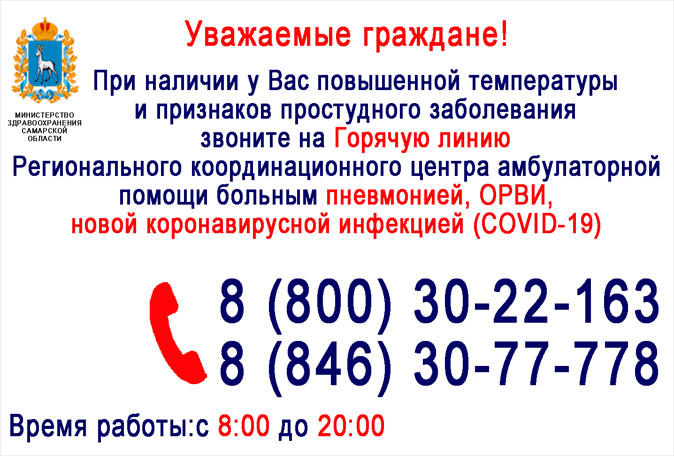 Уважаемые граждане!
При наличии у Вас повышенной температуры
и признаков простудного заболевания
звоните на Горячую линию
Регионального координационного центра амбулаторной
помощи больным пневмонией, ОРВИ,
новой коронавирусной инфекцией (COVID-19)
МИНИСТЕРСТВО
ЗДРАВООХРАНЕНИЯ
САМАРСКОЙ
ОБЛАСТИ
8 (800) 30-22-163
8 (846) 30-77-778
Время работы:с 8:00 до 20:00